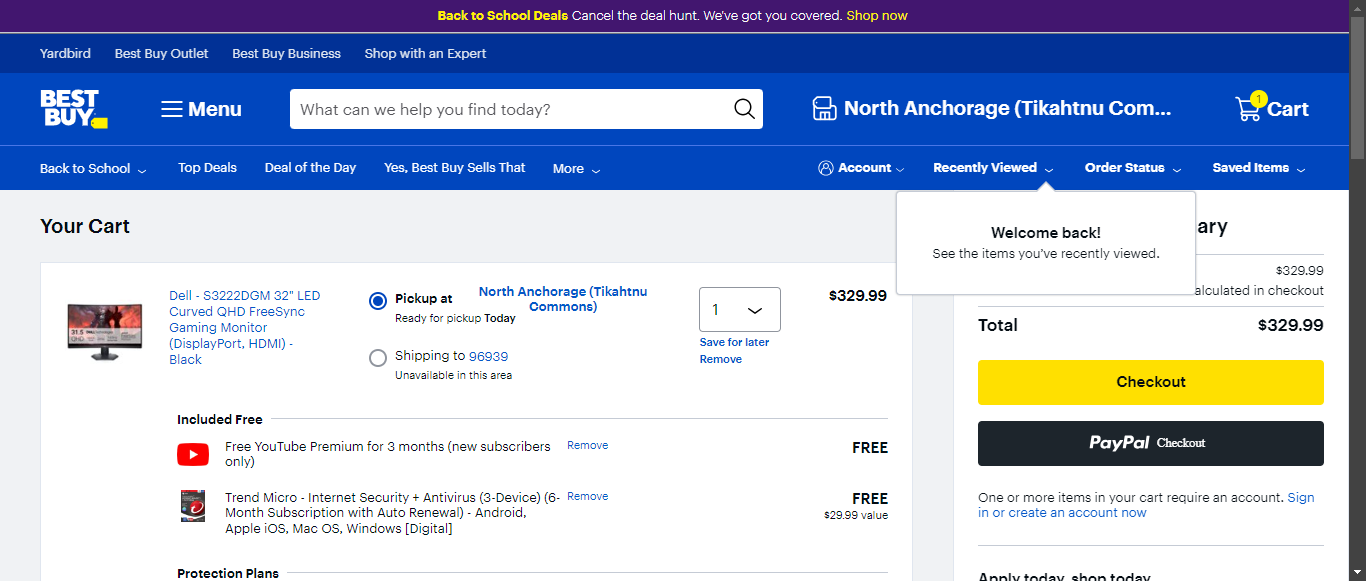 Back to School Deals Cancel the deal hunt. We've got you covered. Shop now
Yardbird Best Buy Outlet Best Buy Business Shop with an Expert
BEST
BUY
Menu
What can we help you find today?
North Anchorage (Tikahtnu Com...
1
Cart
Back to School Top Deals Deal of the Day Yes, Best Buy Sells That More
Account Recently Viewed Order Status Saved Items
Welcome back!
See the items you've recently viewed.
Your Cart
Dell - S3222DGM 32" LED
Curved QHD FreeSync
Gaming Monitor
(DisplayPort, HDMI) -
Black
Pickup at North Anchorage (Tikahtnu
Commons)
Ready for pickup Today
Shipping to 96939
Unavailable in this area
1
Save for later
Remove
$329.99
Included Free
Free YouTube Premium for 3 months (new subscribers
only)
Remove
FREE
Trend Micro - Internet Security + Antivirus (3-Device) (6-
Month Subscription with Auto Renewal) - Android,
Apple iOS, Mac OS, Windows [Digital]
Remove
FREE
$29.99 value
Protection Plans
ary
$329.99
alculated in checkout
Total $329.99
Checkout
PayPal Checkout
One or more items in your cart require an account. Sign
in or create an account now
Apply today, shop today